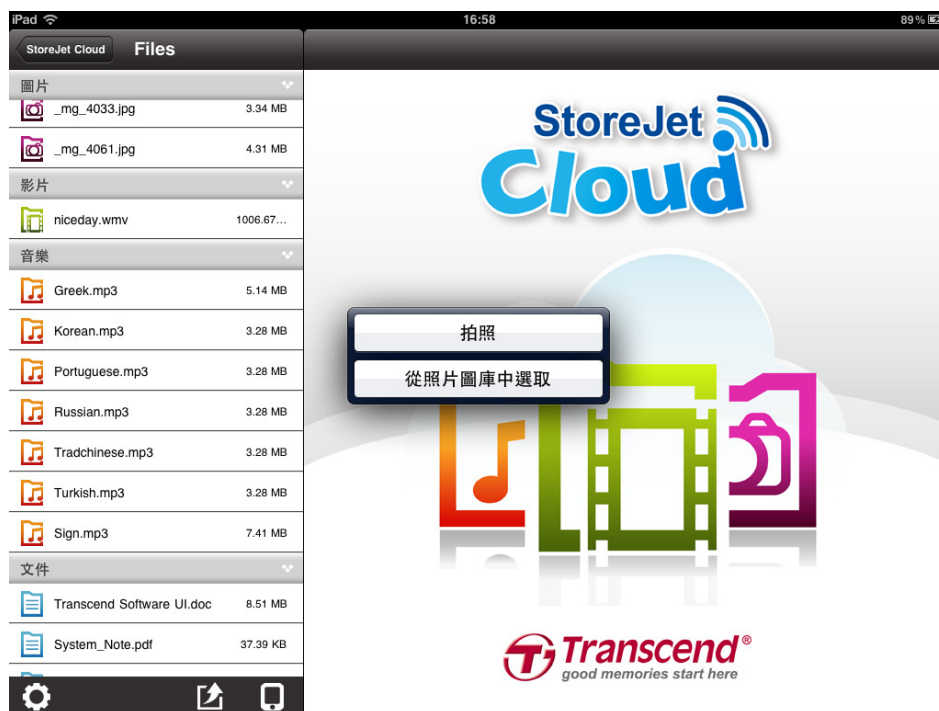 iPad 16:58 89%
StoreJet Cloud Files
圖片
_mg_4033.jpg 3.34 MB
_mg_4061.jpg 4.31 MB
影片
niceday.wmv 1006.67...
音樂
Greek.mp3 5.14 MB
Korean.mp3 3.28 MB
Portuguese.mp3 3.28 MB
Russian.mp3 3.28 MB
Tradchinese.mp3 3.28 MB
Turkish.mp3 3.28 MB
Sign.mp3 7.41 MB
文件
Transcend Software UI.doc 8.51 MB
System_Note.pdf 37.39 KB
StoreJet
Cloud
拍照
從照片圖庫中選取
Transcend®
good memories start here